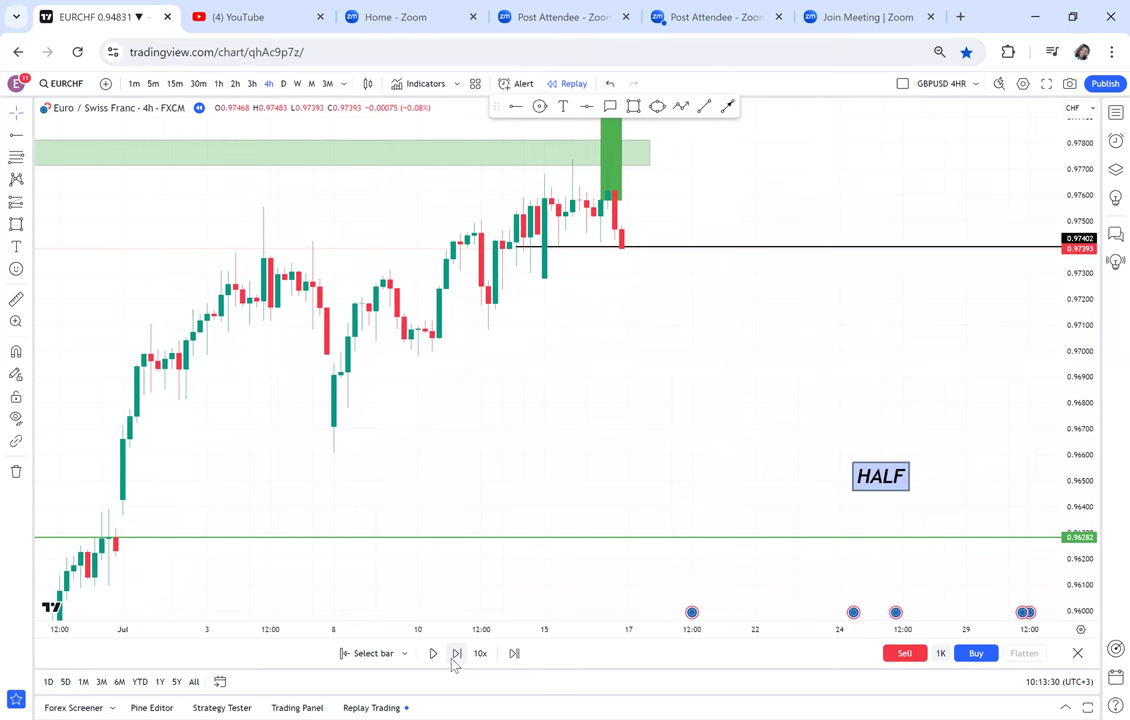 EURCHF 0.94831 ▼
(4) YouTube
Home - Zoom
Post Attendee - Zoom
Post Attendee - Zoom
Join Meeting | Zoom
tradingview.com/chart/qhAc9p7z/
E 11
EURCHF
1m 5m 15m 30m 1h 2h 3h 4h D W M 3M
Indicators
Alert
Replay
GBPUSD 4HR
Publish
Euro / Swiss Franc · 4h · FXCM
O0.97468 H0.97483 L0.97393 C0.97393 −0.00075 (−0.08%)
CHF
0.97800
0.97700
0.97600
0.97500
0.97402
0.97393
0.97300
0.97200
0.97100
0.97000
0.96900
0.96800
0.96700
0.96600
HALF
0.96500
0.96400
0.96282
0.96200
0.96100
0.96000
12:00 Jul 3 12:00 8 10 12:00 15 17 12:00 22 24 12:00 29 12:00
Select bar
10x
Sell
1K
Buy
Flatten
1D 5D 1M 3M 6M YTD 1Y 5Y All
10:13:30 (UTC+3)
Forex Screener
Pine Editor
Strategy Tester
Trading Panel
Replay Trading